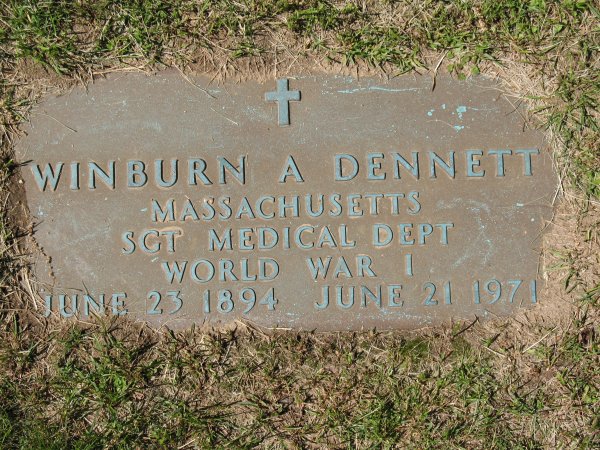 WINBURN A DENNETT
MASSACHUSETTS
SGT MEDICAL DEPT
WORLD WAR I
JUNE 23 1894 JUNE 21 1971